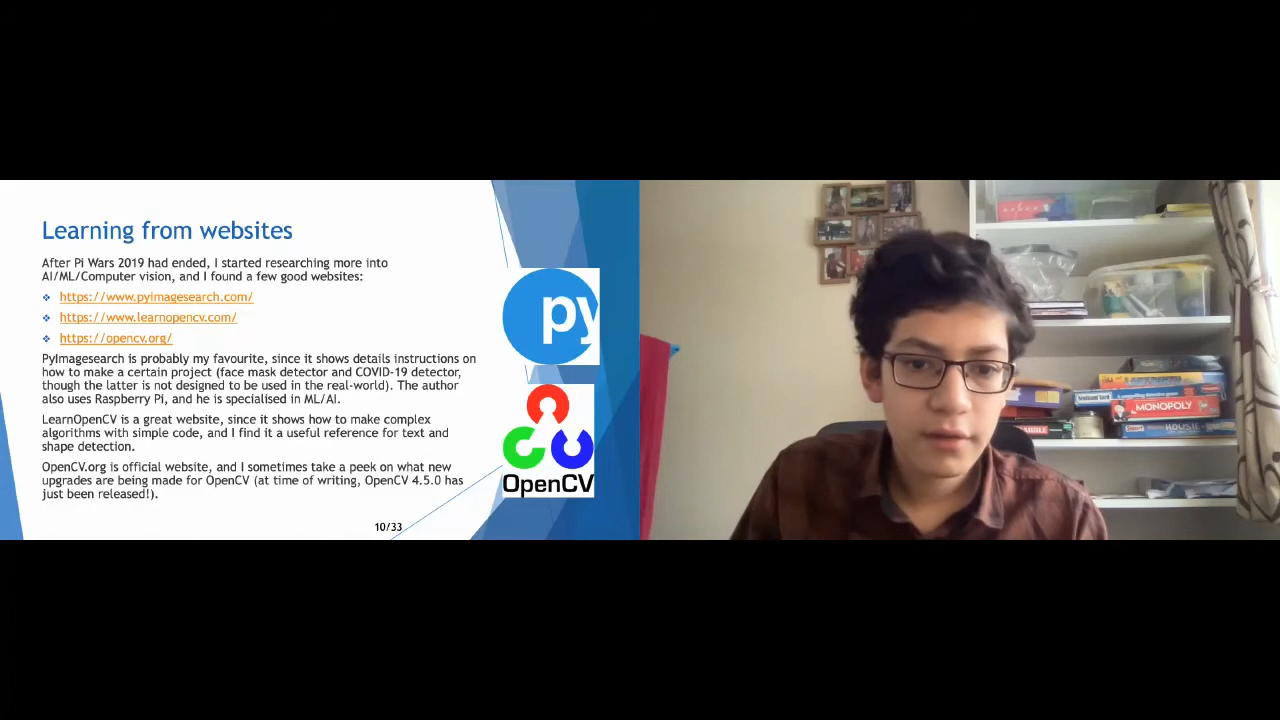 Learning from websites
After Pi Wars 2019 had ended, I started researching more into
AI/ML/Computer vision, and I found a few good websites:
https://www.pyimagesearch.com/
https://www.learnopencv.com/
https://opencv.org/
PyImagesearch is probably my favourite, since it shows details instructions on
how to make a certain project (face mask detector and COVID-19 detector,
though the latter is not designed to be used in the real-world). The author
also uses Raspberry Pi, and he is specialised in ML/AI.
LearnOpenCV is a great website, since it shows how to make complex
algorithms with simple code, and I find it a useful reference for text and
shape detection.
OpenCV.org is official website, and I sometimes take a peek on what new
upgrades are being made for OpenCV (at time of writing, OpenCV 4.5.0 has
just been released!).
10/33
py
OpenCV
MONOPOLY